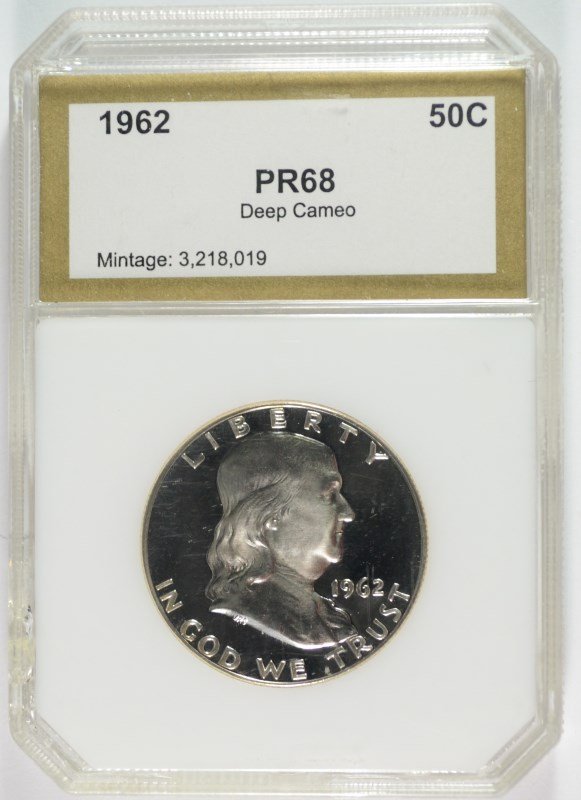 1962 50C
PR68
Deep Cameo
Mintage: 3,218,019
LIBERTY
1962
IN GOD WE TRUST